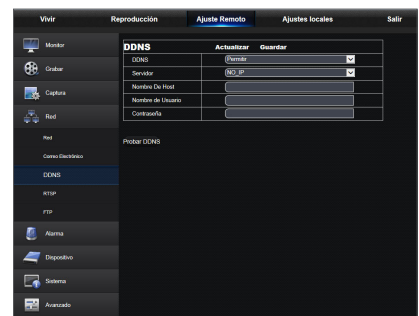 Vivir Reproducción Ajuste Remoto Ajustes locales Salir
Monitor
Grabar
Captura
Red
Red
Correo Electrónico
DDNS
RTSP
FTP
Alarma
Dispositivo
Sistema
Avanzado
DDNS Actualizar Guardar
DDNS Permitir
Servidor NO_IP
Nombre De Host
Nombre de Usuario
Contraseña
Probar DDNS